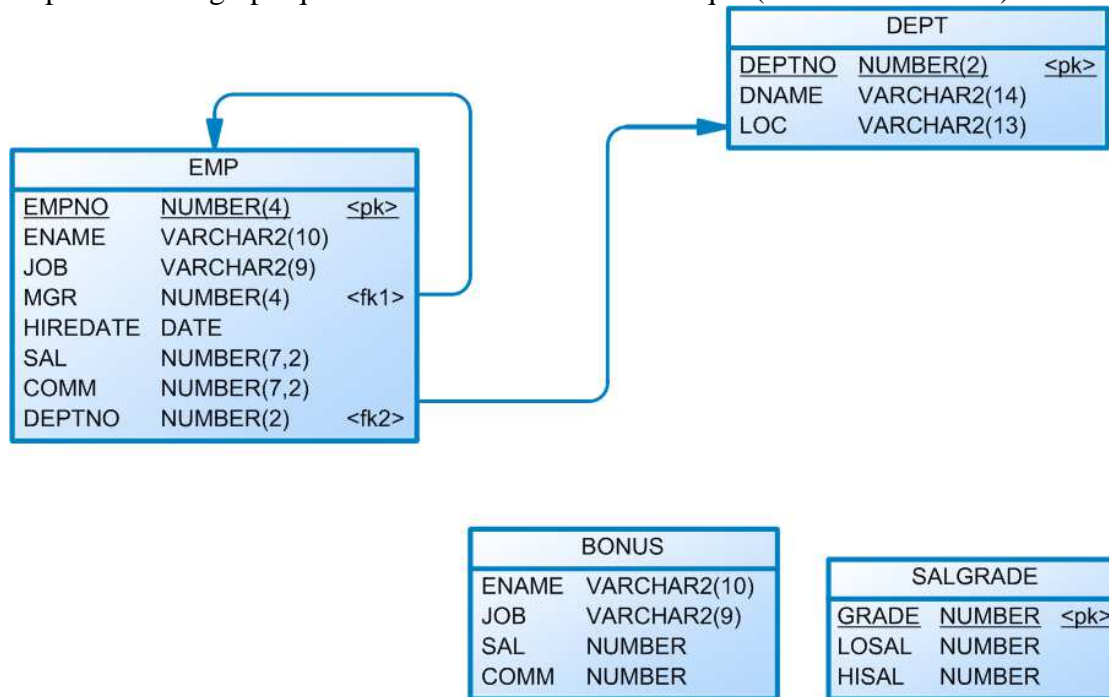 DEPT
DEPTNO NUMBER(2) <pk>
DNAME VARCHAR2(14)
LOC VARCHAR2(13)
EMP
EMPNO NUMBER(4) <pk>
ENAME VARCHAR2(10)
JOB VARCHAR2(9)
MGR NUMBER(4) <fk1>
HIREDATE DATE
SAL NUMBER(7,2)
COMM NUMBER(7,2)
DEPTNO NUMBER(2) <fk2>
BONUS
ENAME VARCHAR2(10)
JOB VARCHAR2(9)
SAL NUMBER
COMM NUMBER
SALGRADE
GRADE NUMBER <pk>
LOSAL NUMBER
HISAL NUMBER